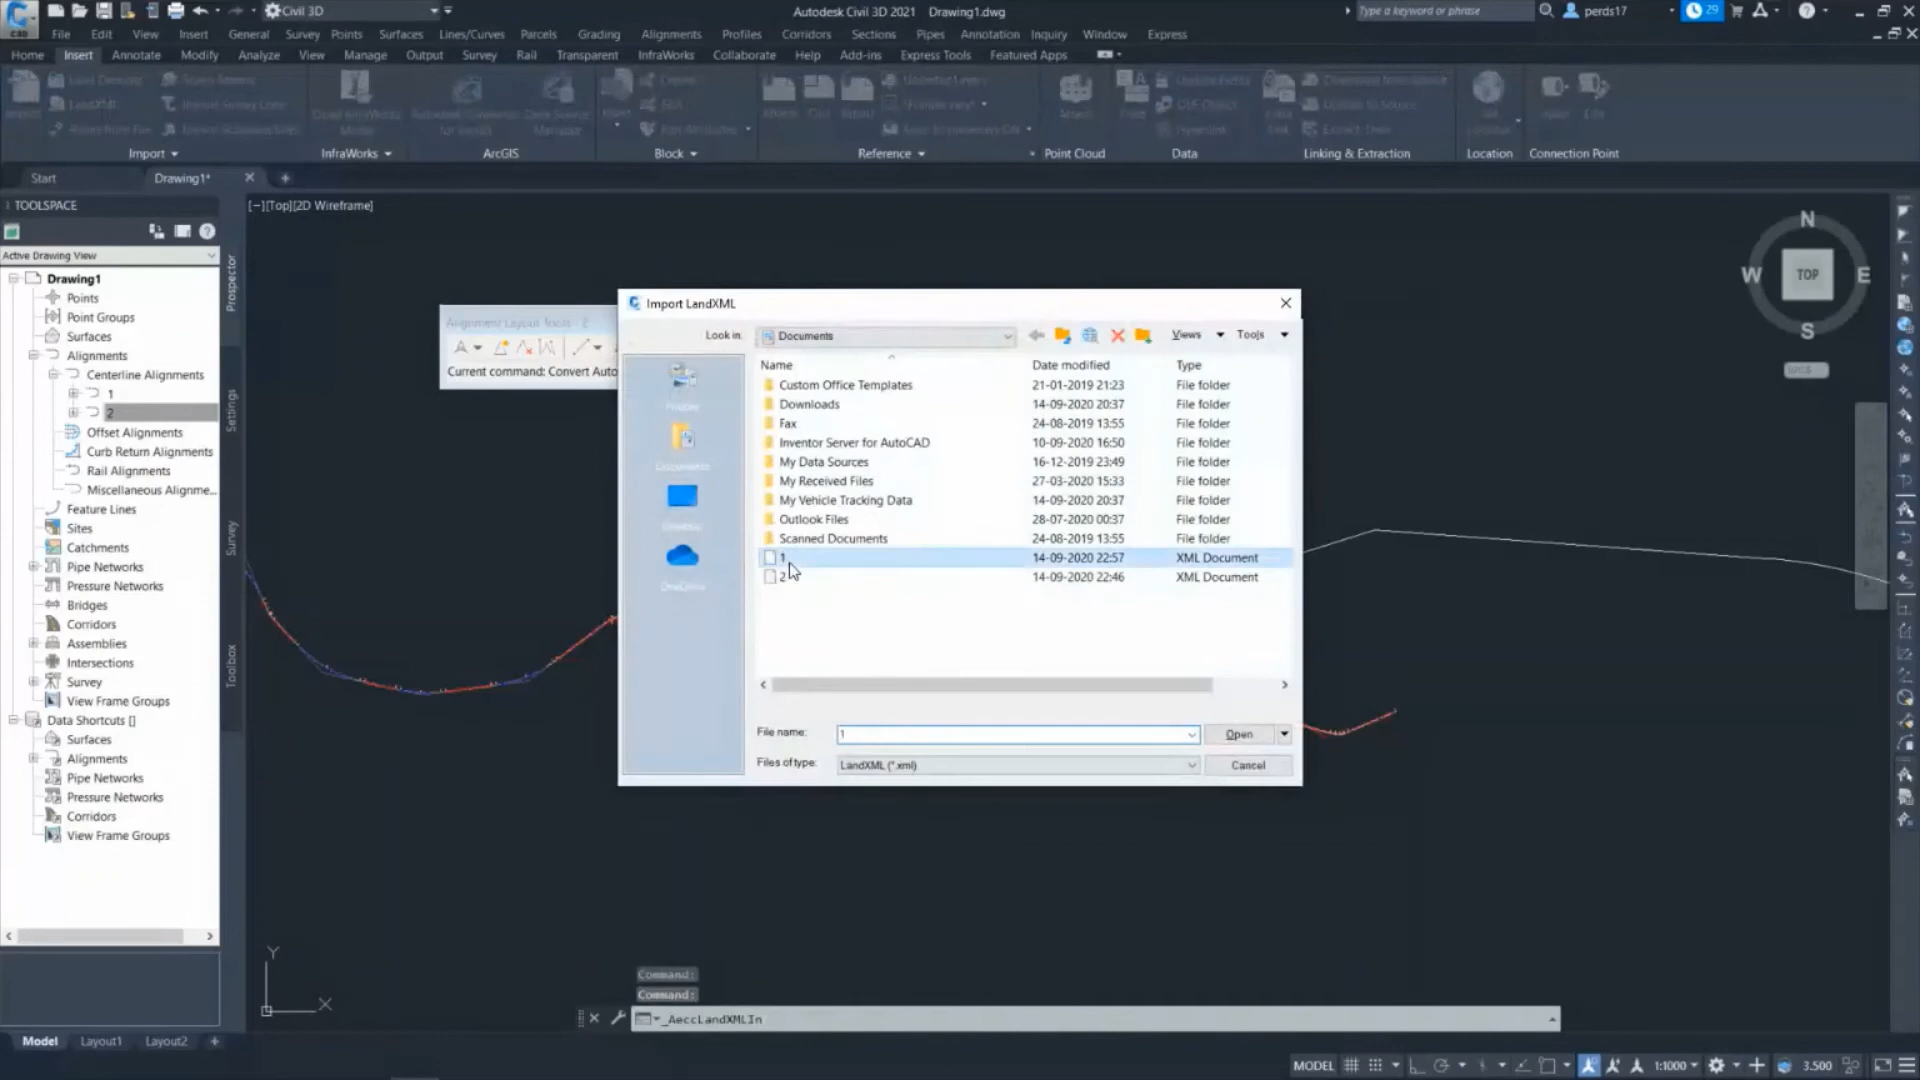 Civil 3D
Autodesk Civil 3D 2021 Drawing1.dwg
Type a keyword or phrase
perds17
29
CAD
File Edit View Insert General Survey Points Surfaces Lines/Curves Parcels Grading Alignments Profiles Corridors Sections Pipes Annotation Inquiry Window Express
Home Insert Annotate Modify Analyze View Manage Output Survey Rail Transparent InfraWorks Collaborate Help Add-ins Express Tools Featured Apps
Import InfraWorks ArcGIS Block Reference Point Cloud Data Linking & Extraction Location Connection Point
Start Drawing1*
TOOLSPACE
[−][Top][2D Wireframe]
Active Drawing View
Drawing1
Points
Point Groups
Surfaces
Alignments
Centerline Alignments
1
2
Offset Alignments
Curb Return Alignments
Rail Alignments
Miscellaneous Alignme...
Feature Lines
Sites
Catchments
Pipe Networks
Pressure Networks
Bridges
Corridors
Assemblies
Intersections
Survey
View Frame Groups
Data Shortcuts []
Surfaces
Alignments
Pipe Networks
Pressure Networks
Corridors
View Frame Groups
Prospector
Settings
Survey
Toolbox
Alignment Layout Tools - 2
Current command: Convert Auto
Import LandXML
Look in: Documents Views Tools
Name Date modified Type
Custom Office Templates 21-01-2019 21:23 File folder
Downloads 14-09-2020 20:37 File folder
Fax 24-08-2019 13:55 File folder
Inventor Server for AutoCAD 10-09-2020 16:50 File folder
My Data Sources 16-12-2019 23:49 File folder
My Received Files 27-03-2020 15:33 File folder
My Vehicle Tracking Data 14-09-2020 20:37 File folder
Outlook Files 28-07-2020 00:37 File folder
Scanned Documents 24-08-2019 13:55 File folder
1 14-09-2020 22:57 XML Document
2 14-09-2020 22:46 XML Document
File name: 1 Open
Files of type: LandXML (*.xml) Cancel
N
W TOP E
S
Y
X
Command:
Command:
_AeccLandXMLIn
Model Layout1 Layout2
MODEL 1:1000 3.500